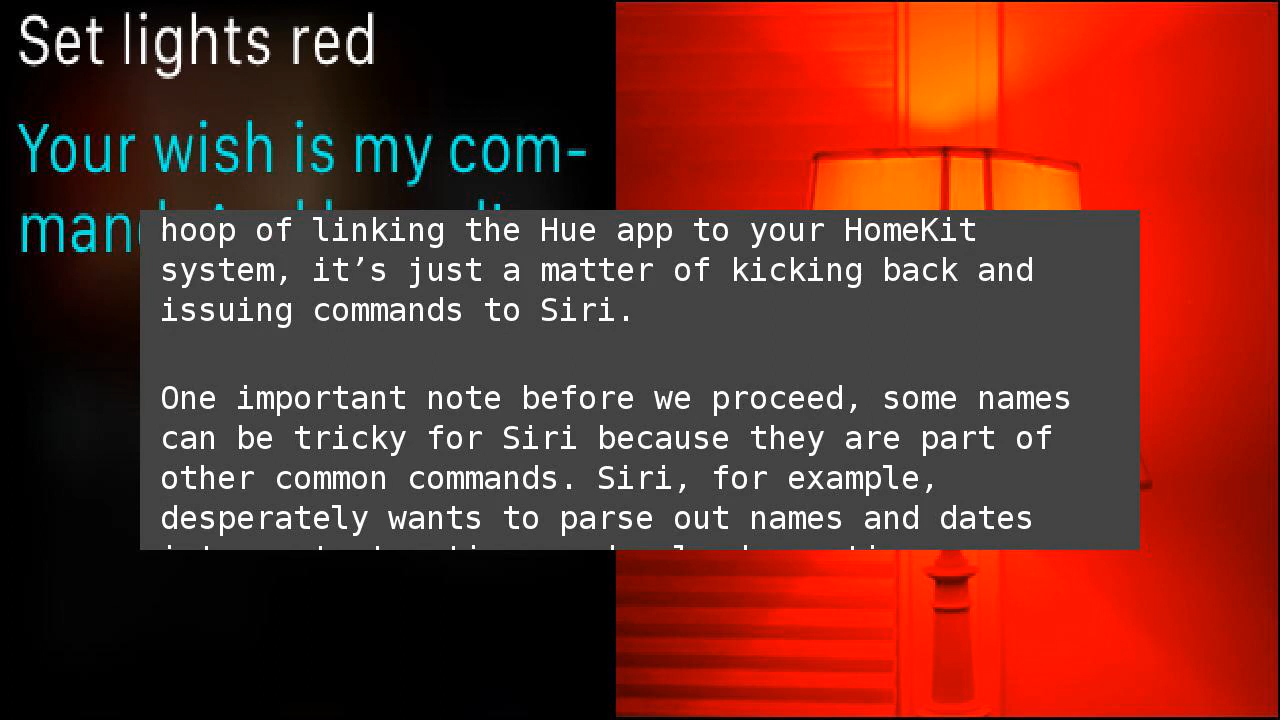 Set lights red
Your wish is my com-
hoop of linking the Hue app to your HomeKit
system, it’s just a matter of kicking back and
issuing commands to Siri.
One important note before we proceed, some names
can be tricky for Siri because they are part of
other common commands. Siri, for example,
desperately wants to parse out names and dates